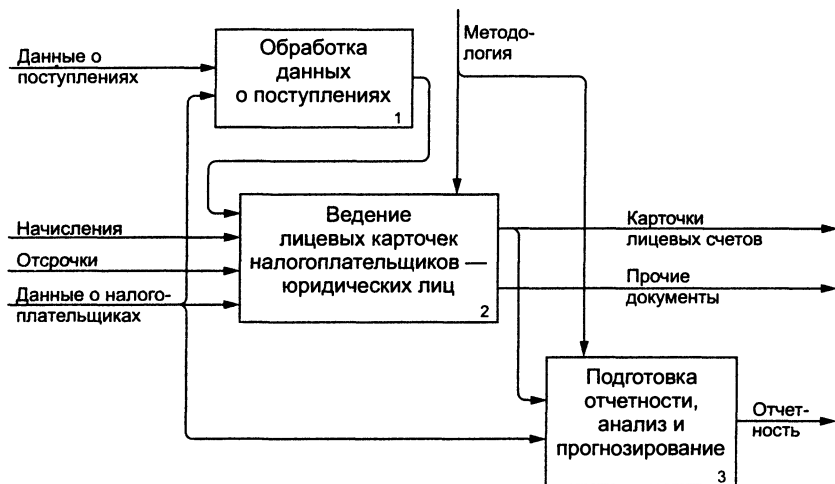 Данные о
поступлениях
Обработка
данных
о поступлениях
1
Методо-
логия
Начисления
Отсрочки
Данные о налого-
плательщиках
Ведение
лицевых карточек
налогоплательщиков —
юридических лиц
2
Карточки
лицевых счетов
Прочие
документы
Подготовка
отчетности,
анализ и
прогнозирование
3
Отчет-
ность